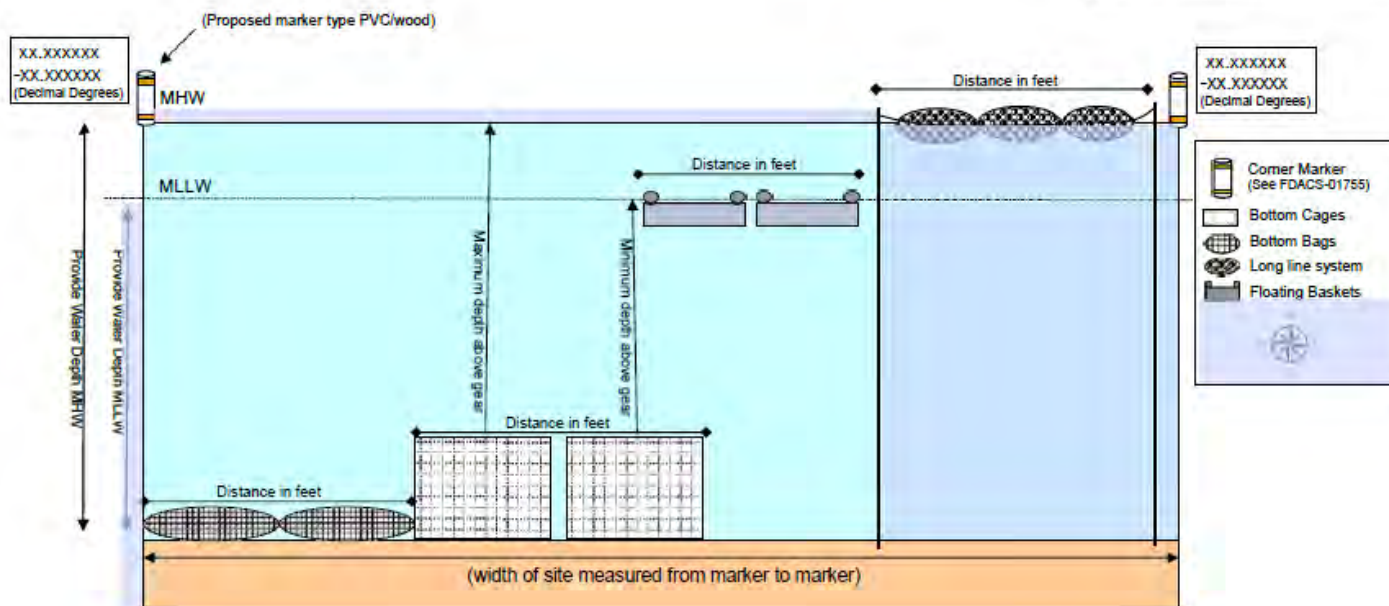 (Proposed marker type PVC/wood)
XX.XXXXXX
-XX.XXXXXX
(Decimal Degrees)
MHW
Distance in feet
XX.XXXXXX
-XX.XXXXXX
(Decimal Degrees)
MLLW
Distance in feet
Corner Marker
(See FDACS-01755)
Bottom Cages
Bottom Bags
Long line system
Floating Baskets
Provide Water Depth MHW
Provide Water Depth MLLW
Maximum depth above gear
Minimum depth above gear
Distance in feet
Distance in feet
(width of site measured from marker to marker)